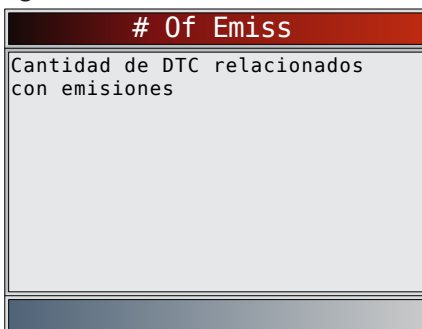 # Of Emiss
Cantidad de DTC relacionados
con emisiones